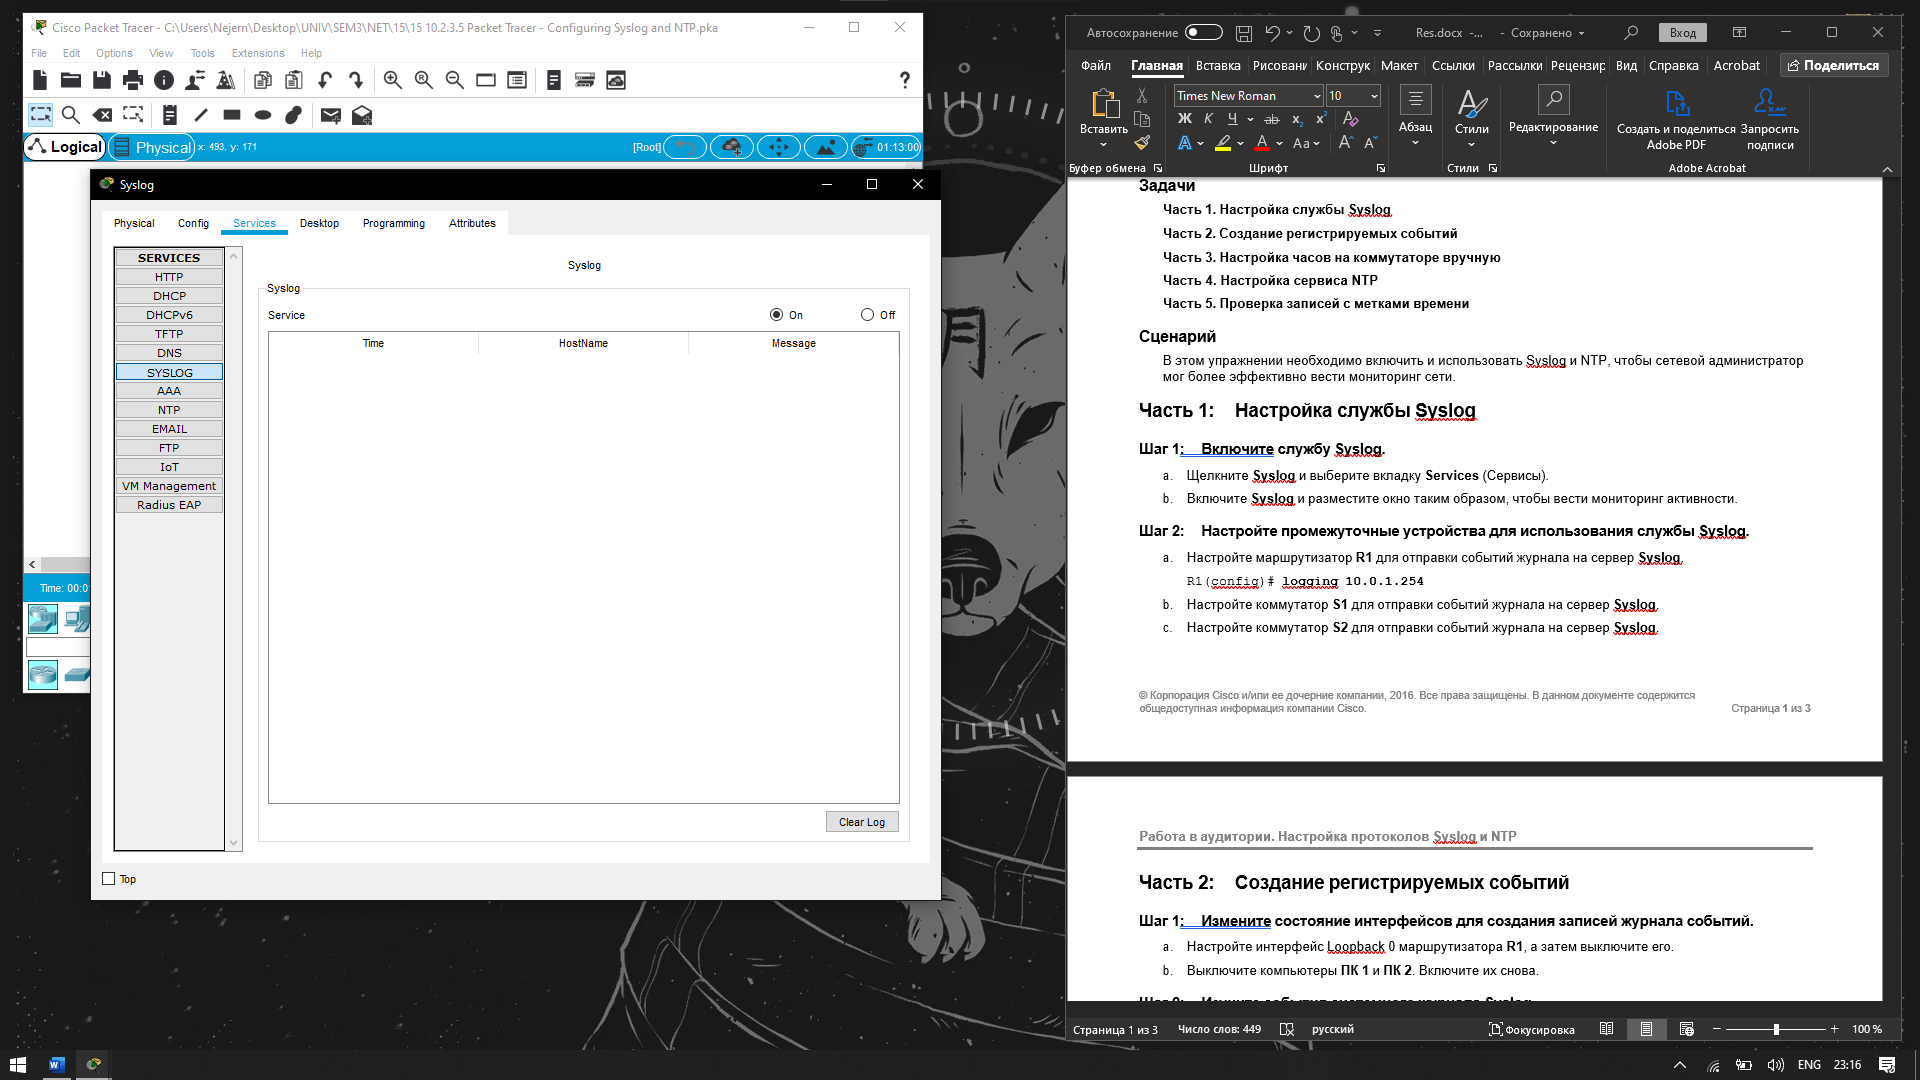 Cisco Packet Tracer - C:\Users\Nejern\Desktop\UNIV\SEM3\NET\15\15 10.2.3.5 Packet Tracer - Configuring Syslog and NTP.pka
File Edit Options View Tools Extensions Help
?
Logical Physical x: 493, y: 171 [Root] 01:13:00
Syslog
Physical Config Services Desktop Programming Attributes
SERVICES
HTTP
DHCP
DHCPv6
TFTP
DNS
SYSLOG
AAA
NTP
EMAIL
FTP
IoT
VM Management
Radius EAP
Syslog
Syslog
Service On Off
Time HostName Message
Clear Log
Top
Time: 00:0
Автосохранение Res.docx -... - Сохранено Вход
Файл Главная Вставка Рисовани Конструк Макет Ссылки Рассылки Рецензир Вид Справка Acrobat Поделиться
Вставить
Times New Roman 10
Ж К Ч ab x₂ x²
А А Aa A A
Абзац
Стили
Редактирование
Создать и поделиться Adobe PDF
Запросить подписи
Буфер обмена Шрифт Стили Adobe Acrobat
Задачи
Часть 1. Настройка службы Syslog
Часть 2. Создание регистрируемых событий
Часть 3. Настройка часов на коммутаторе вручную
Часть 4. Настройка сервиса NTP
Часть 5. Проверка записей с метками времени
Сценарий
В этом упражнении необходимо включить и использовать Syslog и NTP, чтобы сетевой администратор
мог более эффективно вести мониторинг сети.
Часть 1: Настройка службы Syslog
Шаг 1: Включите службу Syslog.
a. Щелкните Syslog и выберите вкладку Services (Сервисы).
b. Включите Syslog и разместите окно таким образом, чтобы вести мониторинг активности.
Шаг 2: Настройте промежуточные устройства для использования службы Syslog.
a. Настройте маршрутизатор R1 для отправки событий журнала на сервер Syslog.
R1(config)# logging 10.0.1.254
b. Настройте коммутатор S1 для отправки событий журнала на сервер Syslog.
c. Настройте коммутатор S2 для отправки событий журнала на сервер Syslog.
© Корпорация Cisco и/или ее дочерние компании, 2016. Все права защищены. В данном документе содержится
общедоступная информация компании Cisco. Страница 1 из 3
Работа в аудитории. Настройка протоколов Syslog и NTP
Часть 2: Создание регистрируемых событий
Шаг 1: Измените состояние интерфейсов для создания записей журнала событий.
a. Настройте интерфейс Loopback 0 маршрутизатора R1, а затем выключите его.
b. Выключите компьютеры ПК 1 и ПК 2. Включите их снова.
Страница 1 из 3 Число слов: 449 русский Фокусировка 100 %
ENG 23:16